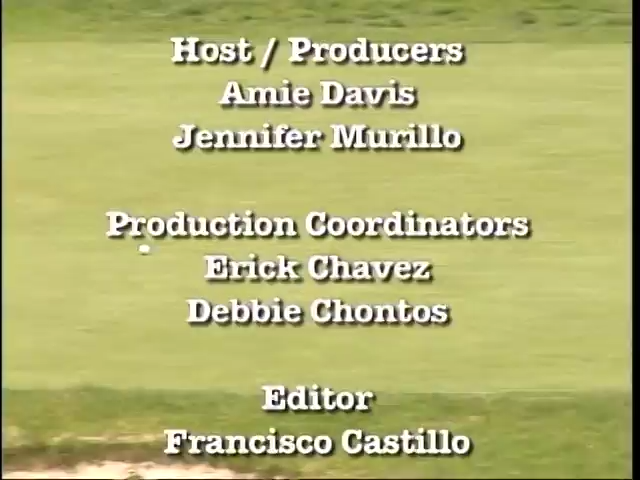 Host / Producers
Amie Davis
Jennifer Murillo
Production Coordinators
Erick Chavez
Debbie Chontos
Editor
Francisco Castillo